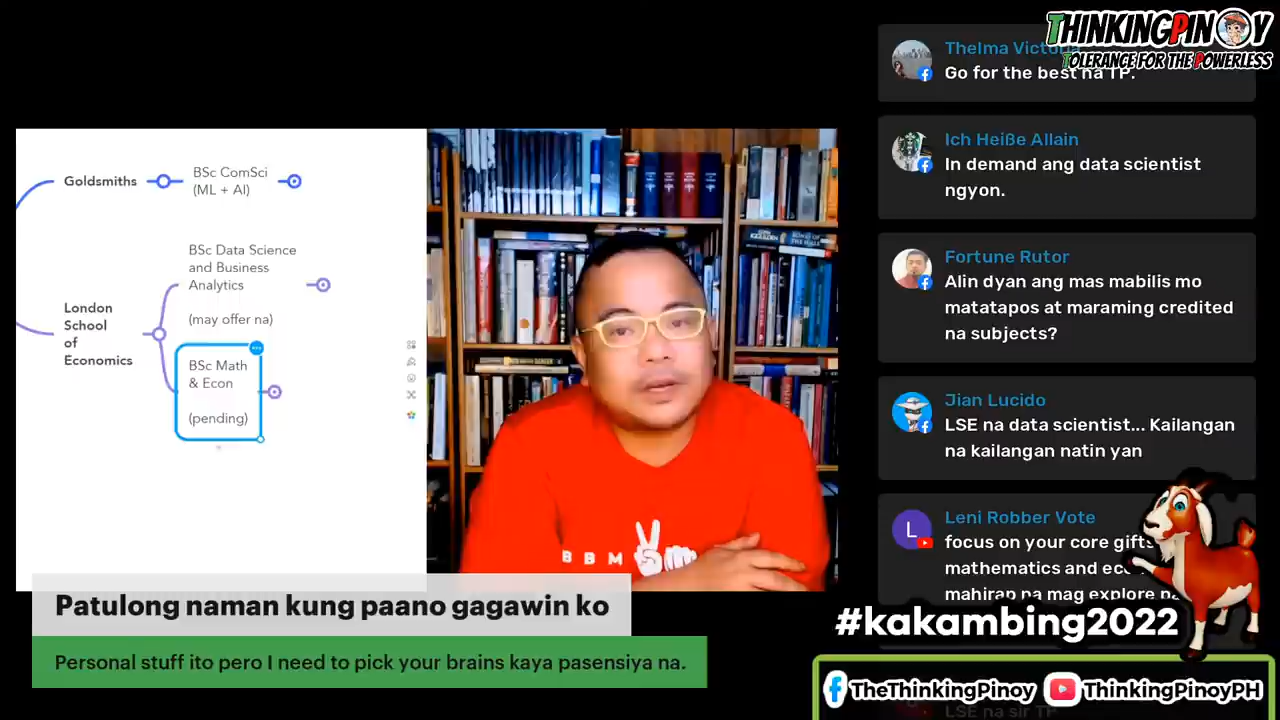 Goldsmiths
BSc ComSci
(ML + AI)
London
School
of
Economics
BSc Data Science
and Business
Analytics
(may offer na)
BSc Math
& Econ
(pending)
BBM
Patulong naman kung paano gagawin ko
Personal stuff ito pero I need to pick your brains kaya pasensiya na.
THINKINGPINOY
TOLERANCE FOR THE POWERLESS
Thelma Victoria
Go for the best na TP.
Ich Heiße Allain
In demand ang data scientist
ngyon.
Fortune Rutor
Alin dyan ang mas mabilis mo
matatapos at maraming credited
na subjects?
Jian Lucido
LSE na data scientist... Kailangan
na kailangan natin yan
L
Leni Robber Vote
focus on your core gifts
mathematics and
mahirap na mag explore
#kakambing2022
TheThinkingPinoy
ThinkingPinoyPH
LSE na sir TP